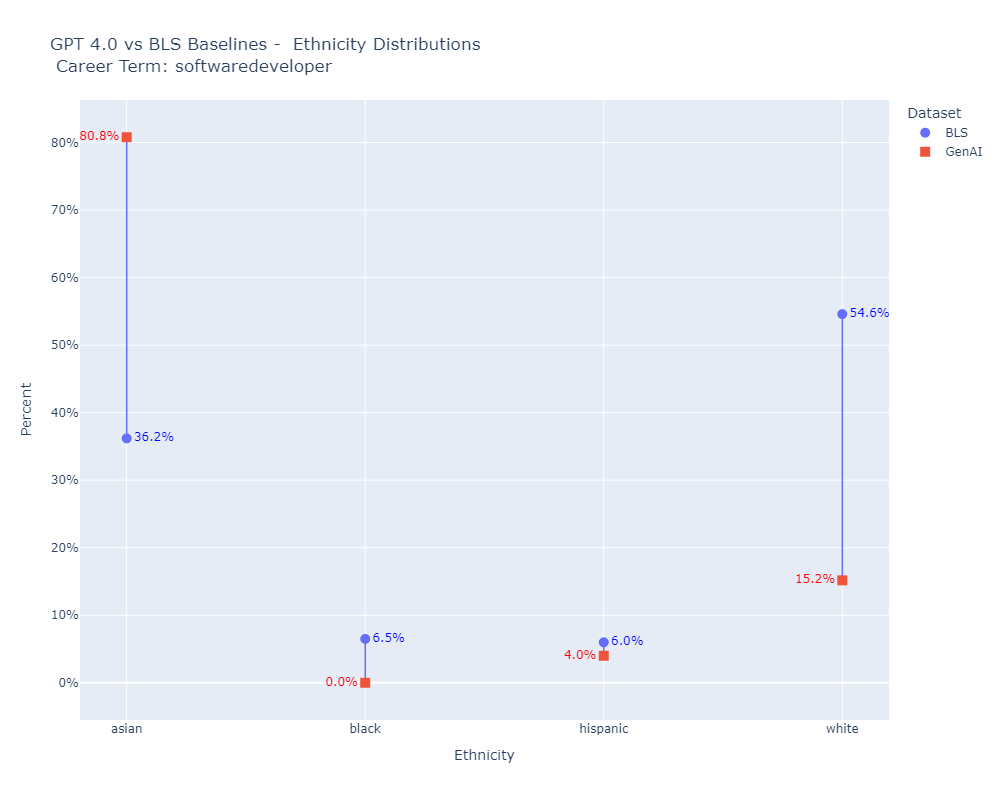 GPT 4.0 vs BLS Baselines -  Ethnicity Distributions
Career Term: softwaredeveloper
Dataset
BLS
GenAI
80.8%
80%
70%
60%
54.6%
50%
40%
36.2%
30%
20%
15.2%
10%
6.5%
6.0%
4.0%
0.0%
0%
Percent
asian
black
hispanic
white
Ethnicity